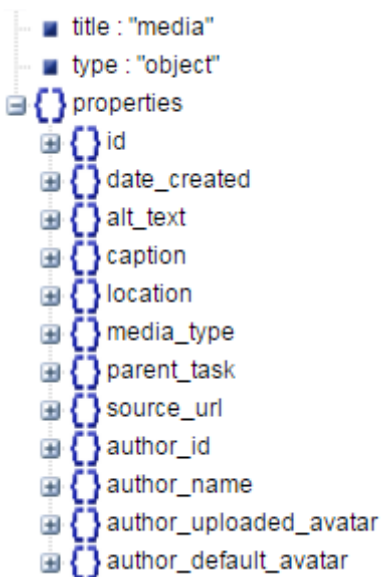 title : "media"
type : "object"
properties
id
date_created
alt_text
caption
location
media_type
parent_task
source_url
author_id
author_name
author_uploaded_avatar
author_default_avatar